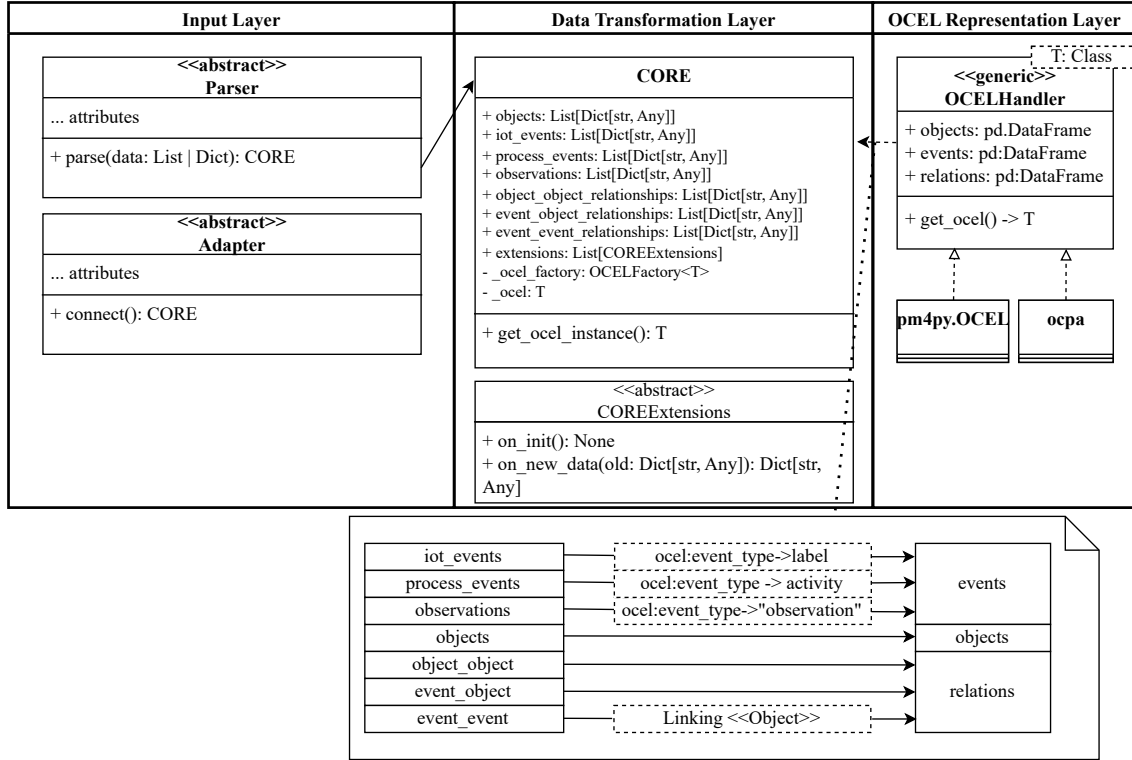 Input Layer
Data Transformation Layer
OCEL Representation Layer
<<abstract>>
Parser
... attributes
+ parse(data: List | Dict): CORE
<<abstract>>
Adapter
... attributes
+ connect(): CORE
CORE
+ objects: List[Dict[str, Any]]
+ iot_events: List[Dict[str, Any]]
+ process_events: List[Dict[str, Any]]
+ observations: List[Dict[str, Any]]
+ object_object_relationships: List[Dict[str, Any]]
+ event_object_relationships: List[Dict[str, Any]]
+ event_event_relationships: List[Dict[str, Any]]
+ extensions: List[COREExtensions]
- _ocel_factory: OCELFactory<T>
- _ocel: T
+ get_ocel_instance(): T
<<abstract>>
COREExtensions
+ on_init(): None
+ on_new_data(old: Dict[str, Any]): Dict[str,
Any]
T: Class
<<generic>>
OCELHandler
+ objects: pd.DataFrame
+ events: pd:DataFrame
+ relations: pd:DataFrame
+ get_ocel() -> T
pm4py.OCEL
ocpa
iot_events
ocel:event_type->label
process_events
ocel:event_type -> activity
events
observations
ocel:event_type->"observation"
objects
objects
object_object
event_object
relations
event_event
Linking <<Object>>